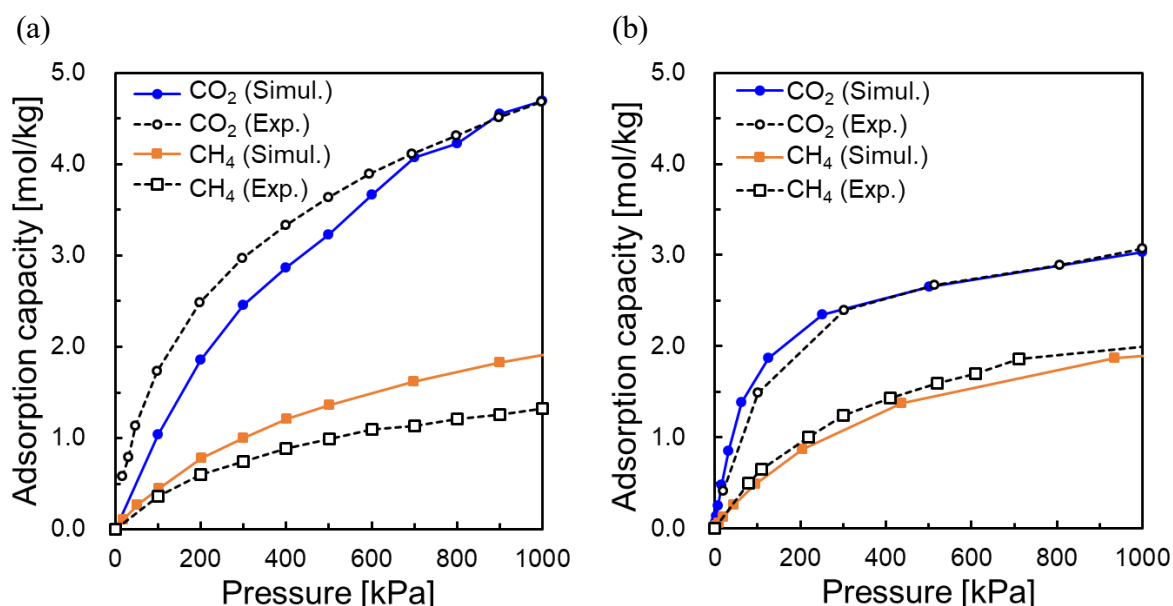 (a)
Adsorption capacity [mol/kg]
5.0
4.0
3.0
2.0
1.0
0.0
CO₂ (Simul.)
CO₂ (Exp.)
CH₄ (Simul.)
CH₄ (Exp.)
0 200 400 600 800 1000
Pressure [kPa]
(b)
Adsorption capacity [mol/kg]
5.0
4.0
3.0
2.0
1.0
0.0
CO₂ (Simul.)
CO₂ (Exp.)
CH₄ (Simul.)
CH₄ (Exp.)
0 200 400 600 800 1000
Pressure [kPa]